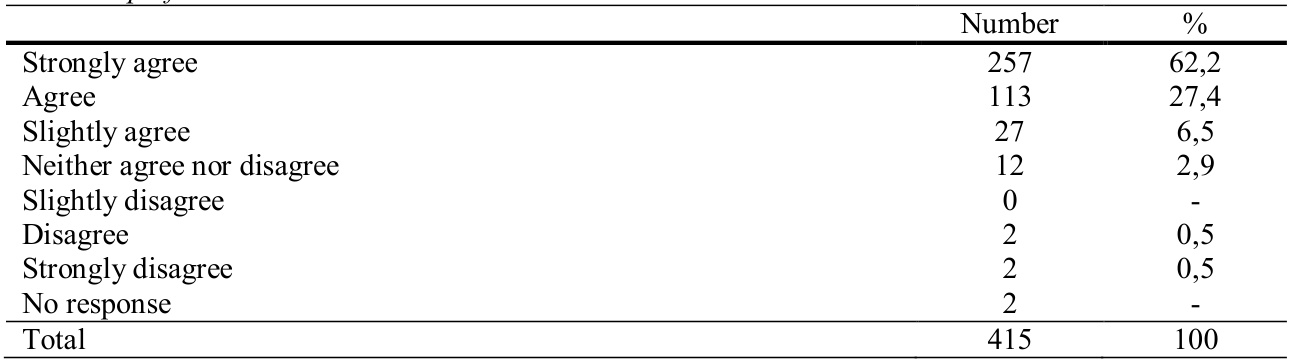 Number %
Strongly agree 257 62,2
Agree 113 27,4
Slightly agree 27 6,5
Neither agree nor disagree 12 2,9
Slightly disagree 0 -
Disagree 2 0,5
Strongly disagree 2 0,5
No response 2 -
Total 415 100